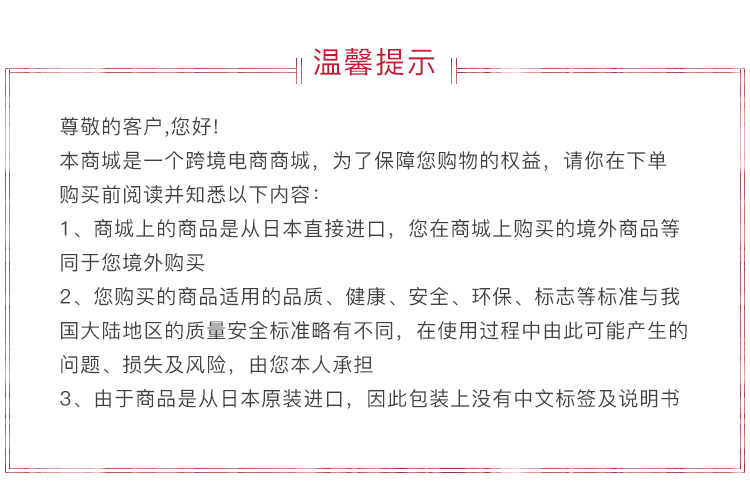 温馨提示
尊敬的客户,您好!
本商城是一个跨境电商商城，为了保障您购物的权益，请你在下单
购买前阅读并知悉以下内容：
1、商城上的商品是从日本直接进口，您在商城上购买的境外商品等
同于您境外购买
2、您购买的商品适用的品质、健康、安全、环保、标志等标准与我
国大陆地区的质量安全标准略有不同，在使用过程中由此可能产生的
问题、损失及风险，由您本人承担
3、由于商品是从日本原装进口，因此包装上没有中文标签及说明书